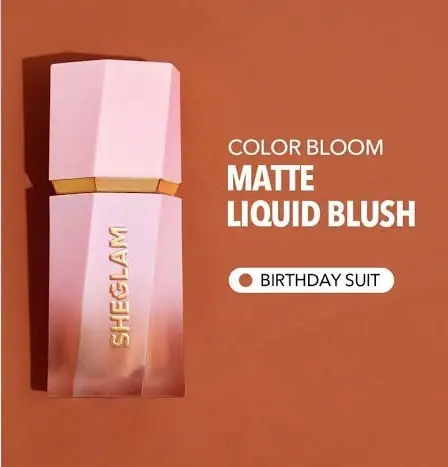 COLOR BLOOM
MATTE
LIQUID BLUSH
BIRTHDAY SUIT
SHEGLAM